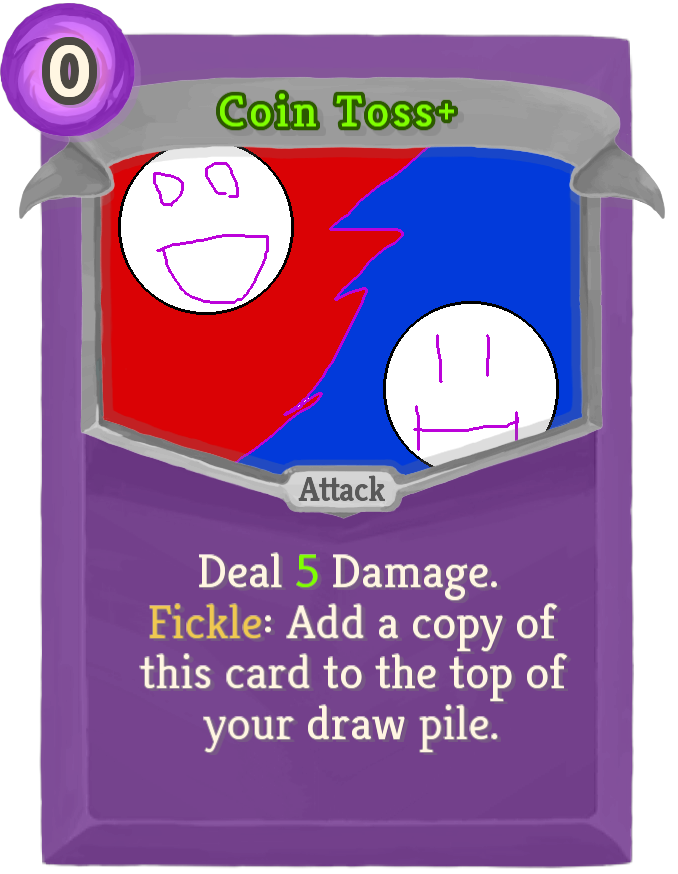 0
Coin Toss+
Attack
Deal 5 Damage.
Fickle: Add a copy of
this card to the top of
your draw pile.